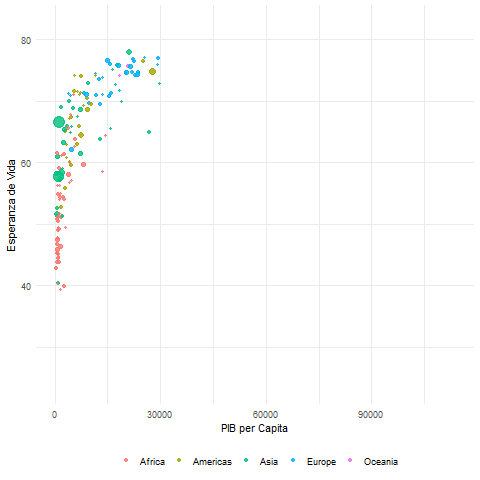 Esperanza de Vida
80
60
40
0
30000
60000
90000
PIB per Capita
Africa
Americas
Asia
Europe
Oceania